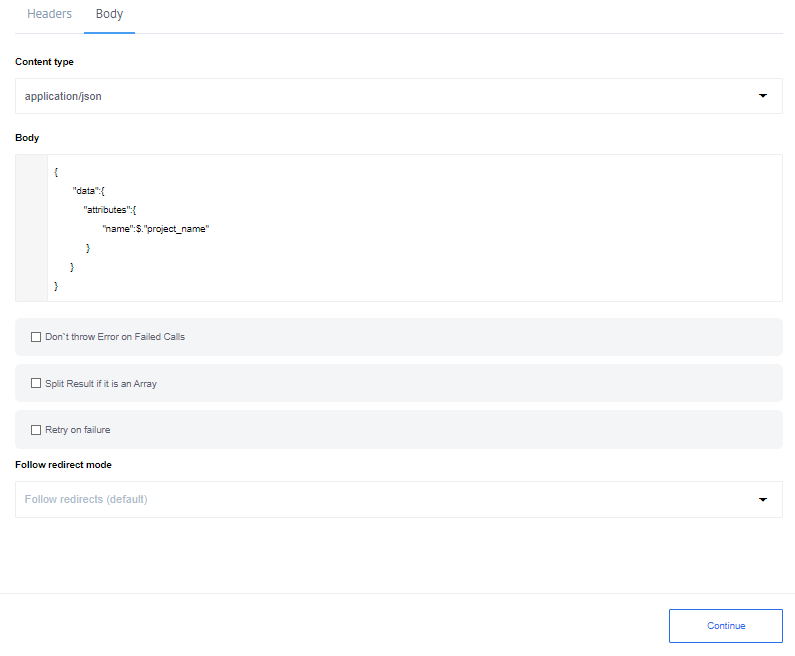 Headers Body
Content type
application/json
Body
{
"data":{
"attributes":{
"name":$."project_name"
}
}
}
Don`t throw Error on Failed Calls
Split Result if it is an Array
Retry on failure
Follow redirect mode
Follow redirects (default)
Continue